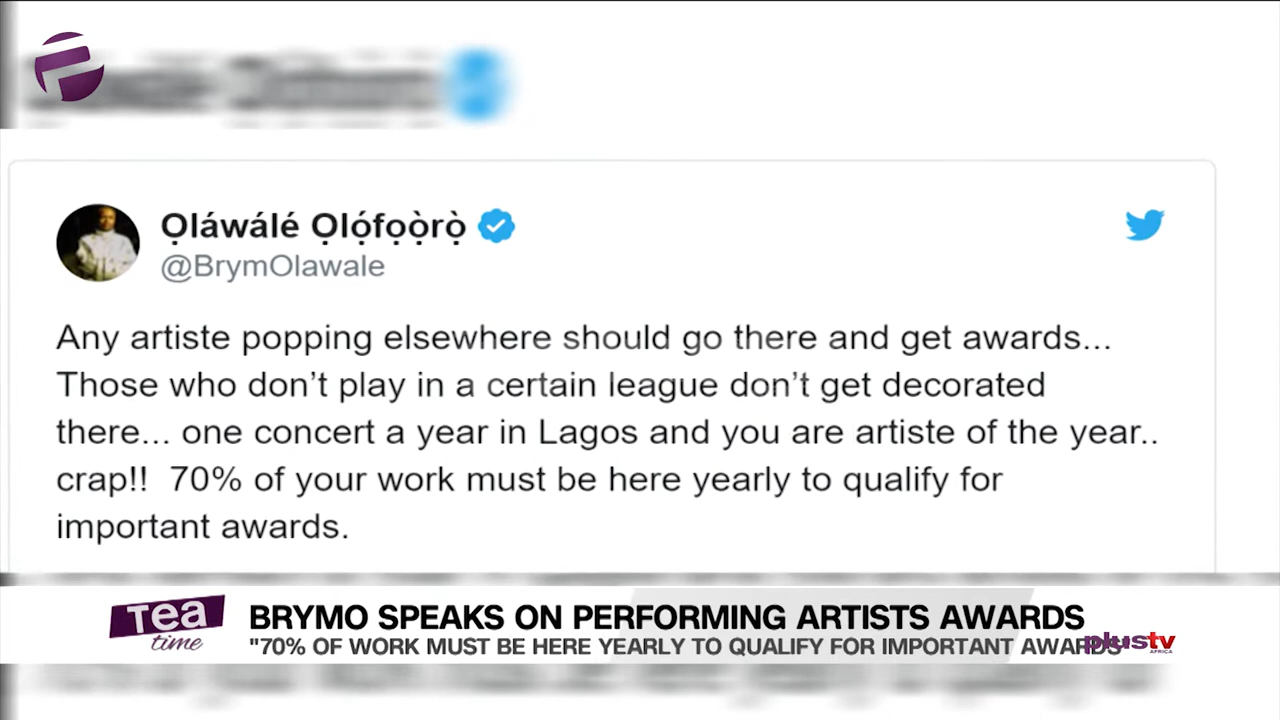 Ọláwálé Ọlọ́fọọ̀rọ̀
@BrymOlawale
Any artiste popping elsewhere should go there and get awards...
Those who don’t play in a certain league don’t get decorated
there... one concert a year in Lagos and you are artiste of the year..
crap!!  70% of your work must be here yearly to qualify for
important awards.
Tea
time
BRYMO SPEAKS ON PERFORMING ARTISTS AWARDS
"70% OF WORK MUST BE HERE YEARLY TO QUALIFY FOR IMPORTANT AWARDS"
plustv
AFRICA